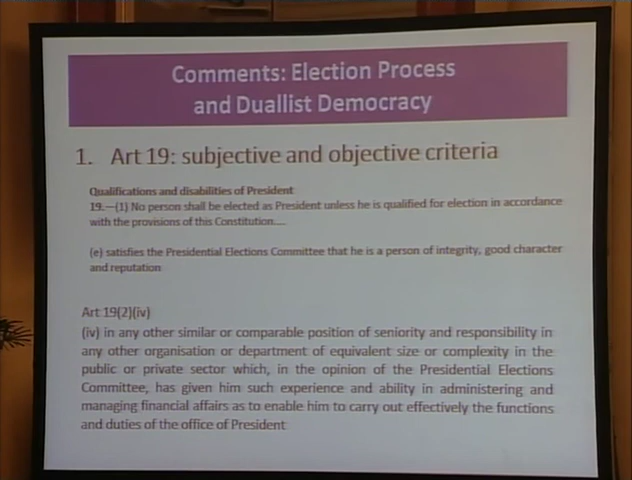 Comments: Election Process
and Duallist Democracy
1. Art 19: subjective and objective criteria
Qualifications and disabilities of President
19.—(1) No person shall be elected as President unless he is qualified for election in accordance
with the provisions of this Constitution....
(e) satisfies the Presidential Elections Committee that he is a person of integrity, good character
and reputation
Art 19(2)(iv)
(iv) in any other similar or comparable position of seniority and responsibility in
any other organisation or department of equivalent size or complexity in the
public or private sector which, in the opinion of the Presidential Elections
Committee, has given him such experience and ability in administering and
managing financial affairs as to enable him to carry out effectively the functions
and duties of the office of President